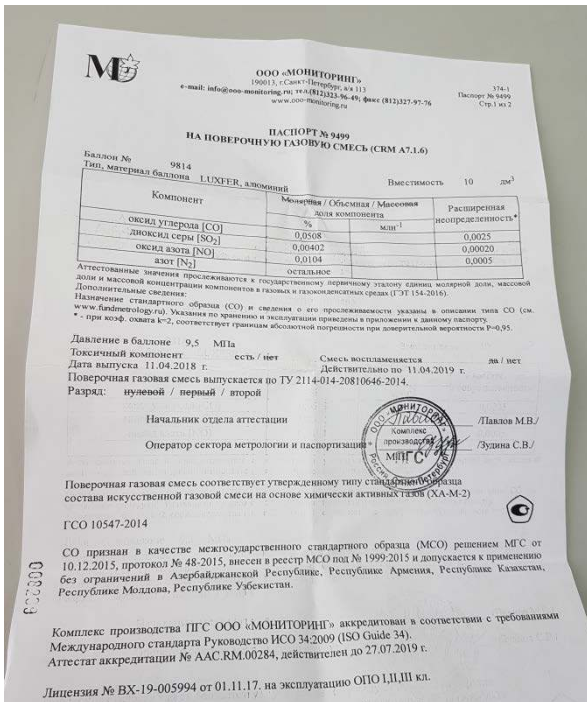 ООО «МОНИТОРИНГ»
190013, г.Санкт-Петербург, а/я 113
e-mail: info@ooo-monitoring.ru; тел.(812)323-96-49; факс (812)327-97-76
www.ooo-monitoring.ru
374-1
Паспорт № 9499
Стр.1 из 2
ПАСПОРТ № 9499
НА ПОВЕРОЧНУЮ ГАЗОВУЮ СМЕСЬ (CRM A7.1.6)
Баллон № 9814
Тип, материал баллона LUXFER, алюминий Вместимость 10 дм³
Компонент Молярная / Объемная / Массовая доля компонента Расширенная неопределенность*
% млн⁻¹
оксид углерода [CO] 0,0508 0,0025
диоксид серы [SO₂] 0,00402 0,00020
оксид азота [NO] 0,0104 0,0005
азот [N₂] остальное
Аттестованные значения прослеживаются к государственному первичному эталону единиц молярной доли, массовой
доли и массовой концентрации компонентов в газовых и газоконденсатных средах (ГЭТ 154-2016).
Дополнительные сведения:
Назначение стандартного образца (СО) и сведения о его прослеживаемости указаны в описании типа СО (см.
www.fundmetrology.ru). Указания по хранению и эксплуатации приведены в приложении к данному паспорту.
* - при коэф. охвата k=2, соответствует границам абсолютной погрешности при доверительной вероятности P=0,95.
Давление в баллоне 9,5 МПа
Токсичный компонент есть / нет Смесь воспламеняется да / нет
Дата выпуска 11.04.2018 г. Действительно по 11.04.2019 г.
Поверочная газовая смесь выпускается по ТУ 2114-014-20810646-2014.
Разряд: нулевой / первый / второй
Начальник отдела аттестации /Павлов М.В./
Оператор сектора метрологии и паспортизации /Зудина С.В./
ООО «МОНИТОРИНГ»
Комплекс
производства
ПГС
Россия Санкт-Петербург
Поверочная газовая смесь соответствует утвержденному типу стандартного образца
состава искусственной газовой смеси на основе химически активных газов (ХА-М-2)
ГСО 10547-2014
СО признан в качестве межгосударственного стандартного образца (МСО) решением МГС от
10.12.2015, протокол № 48-2015, внесен в реестр МСО под № 1999:2015 и допускается к применению
без ограничений в Азербайджанской Республике, Республике Армения, Республике Казахстан,
Республике Молдова, Республике Узбекистан.
Комплекс производства ПГС ООО «МОНИТОРИНГ» аккредитован в соответствии с требованиями
Международного стандарта Руководство ИСО 34:2009 (ISO Guide 34).
Аттестат аккредитации № AAC.RM.00284, действителен до 27.07.2019 г.
Лицензия № ВХ-19-005994 от 01.11.17. на эксплуатацию ОПО I,II,III кл.